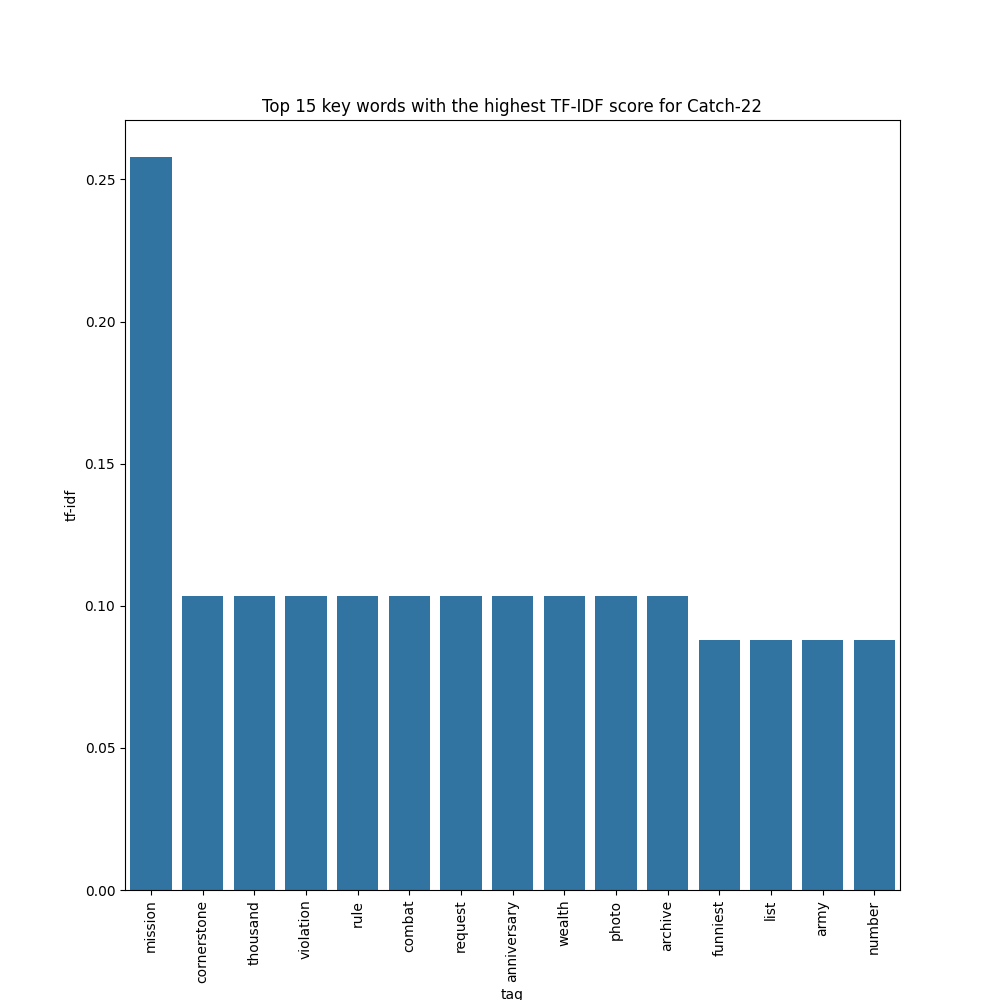 Top 15 key words with the highest TF-IDF score for Catch-22
0.25
0.20
0.15
0.10
0.05
0.00
tf-idf
mission
cornerstone
thousand
violation
rule
combat
request
anniversary
wealth
photo
archive
funniest
list
army
number
tag